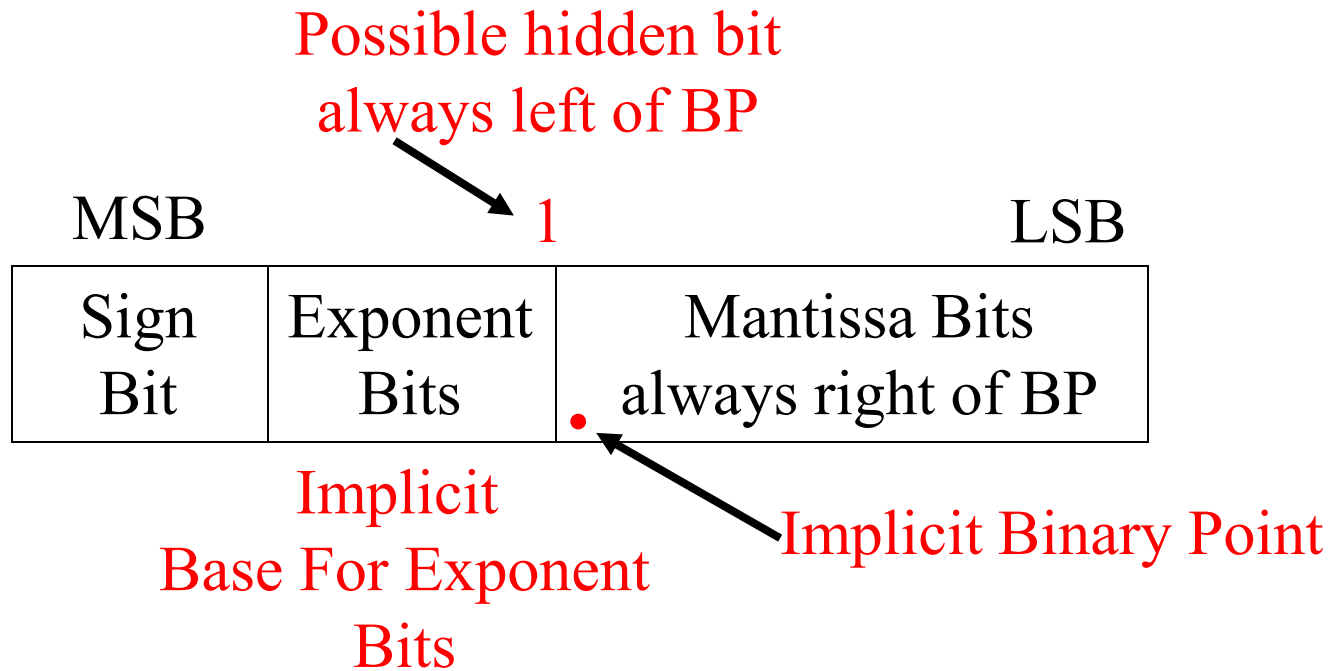 Possible hidden bit
always left of BP
MSB
1
LSB
Sign
Bit
Exponent
Bits
Mantissa Bits
always right of BP
.
Implicit
Base For Exponent
Bits
Implicit Binary Point